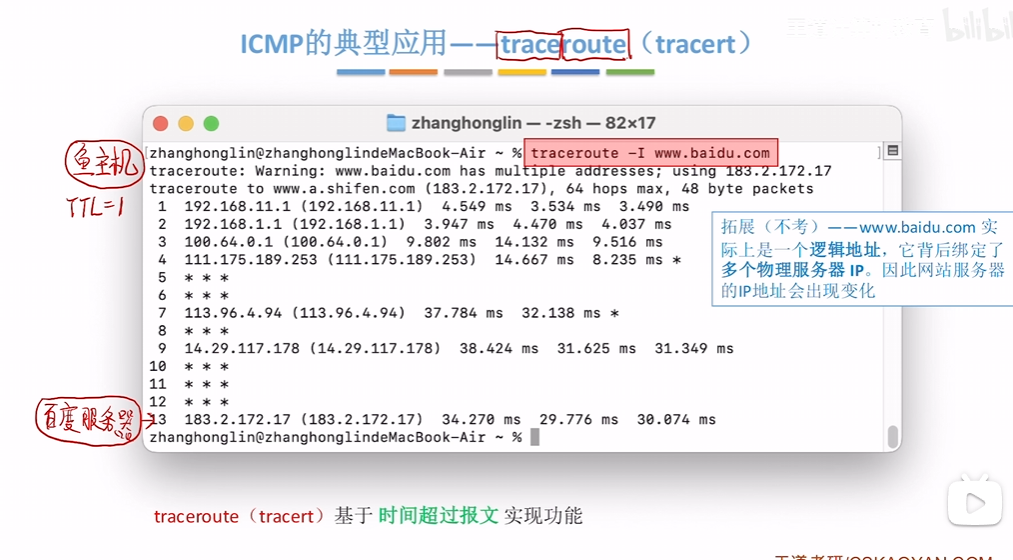 ICMP的典型应用——traceroute（tracert）
bilibili
zhanghonglin — -zsh — 82×17
鱼主机
TTL=1
zhanghonglin@zhanghonglindeMacBook-Air ~ % traceroute -I www.baidu.com
traceroute: Warning: www.baidu.com has multiple addresses; using 183.2.172.17
traceroute to www.a.shifen.com (183.2.172.17), 64 hops max, 48 byte packets
1 192.168.11.1 (192.168.11.1) 4.549 ms 3.534 ms 3.490 ms
2 192.168.1.1 (192.168.1.1) 3.947 ms 4.470 ms 4.037 ms
3 100.64.0.1 (100.64.0.1) 9.802 ms 14.132 ms 9.516 ms
4 111.175.189.253 (111.175.189.253) 14.667 ms 8.235 ms *
5 * * *
6 * * *
7 113.96.4.94 (113.96.4.94) 37.784 ms 32.138 ms *
8 * * *
9 14.29.117.178 (14.29.117.178) 38.424 ms 31.625 ms 31.349 ms
10 * * *
11 * * *
12 * * *
13 183.2.172.17 (183.2.172.17) 34.270 ms 29.776 ms 30.074 ms
zhanghonglin@zhanghonglindeMacBook-Air ~ %
百度服务器
拓展（不考）——www.baidu.com 实
际上是一个逻辑地址，它背后绑定了
多个物理服务器 IP。因此网站服务器
的IP地址会出现变化
traceroute（tracert）基于 时间超过报文 实现功能